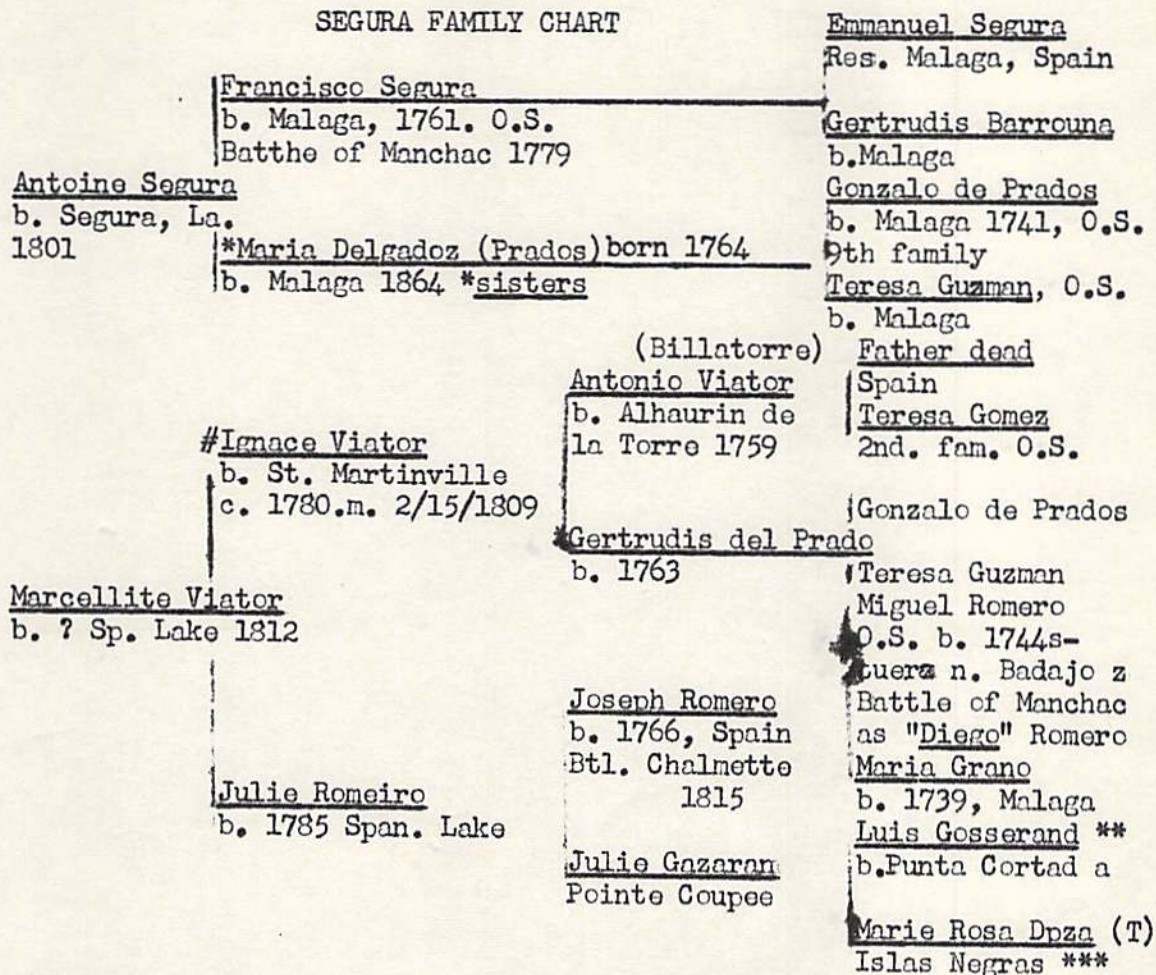 SEGURA FAMILY CHART
Emmanuel Segura
Res. Malaga, Spain
Francisco Segura
b. Malaga, 1761. O.S.
Batthe of Manchac 1779
Gertrudis Barrouna
b.Malaga
Antoine Segura
b. Segura, La.
1801
Gonzalo de Prados
b. Malaga 1741, O.S.
9th family
*Maria Delgadoz (Prados) born 1764
b. Malaga 1864 *sisters
Teresa Guzman, O.S.
b. Malaga
(Billatorre)
Antonio Viator
b. Alhaurin de
la Torre 1759
Father dead
Spain
Teresa Gomez
2nd. fam. O.S.
#Ignace Viator
b. St. Martinville
c. 1780.m. 2/15/1809
*Gertrudis del Prado
b. 1763
Gonzalo de Prados
Teresa Guzman
Marcellite Viator
b. ? Sp. Lake 1812
Miguel Romero
O.S. b. 1744s-
tuerz n. Badajo z
Battle of Manchac
as "Diego" Romero
Joseph Romero
b. 1766, Spain
Btl. Chalmette
1815
Maria Grano
b. 1739, Malaga
Julie Romeiro
b. 1785 Span. Lake
Luis Gosserand **
b.Punta Cortad a
Julie Gazaran
Pointe Coupee
Marie Rosa Dpza (T)
Islas Negras ***